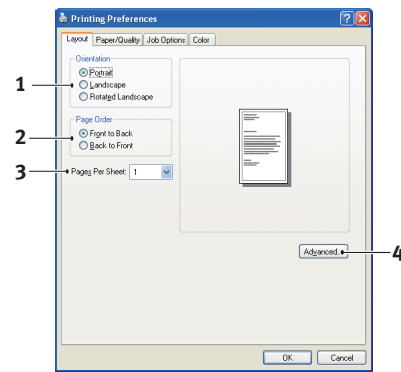 Printing Preferences
Layout Paper/Quality Job Options Color
Orientation
1 Portrait
Landscape
Rotated Landscape
Page Order
2 Front to Back
Back to Front
3 Pages Per Sheet: 1
Advanced... 4
OK Cancel